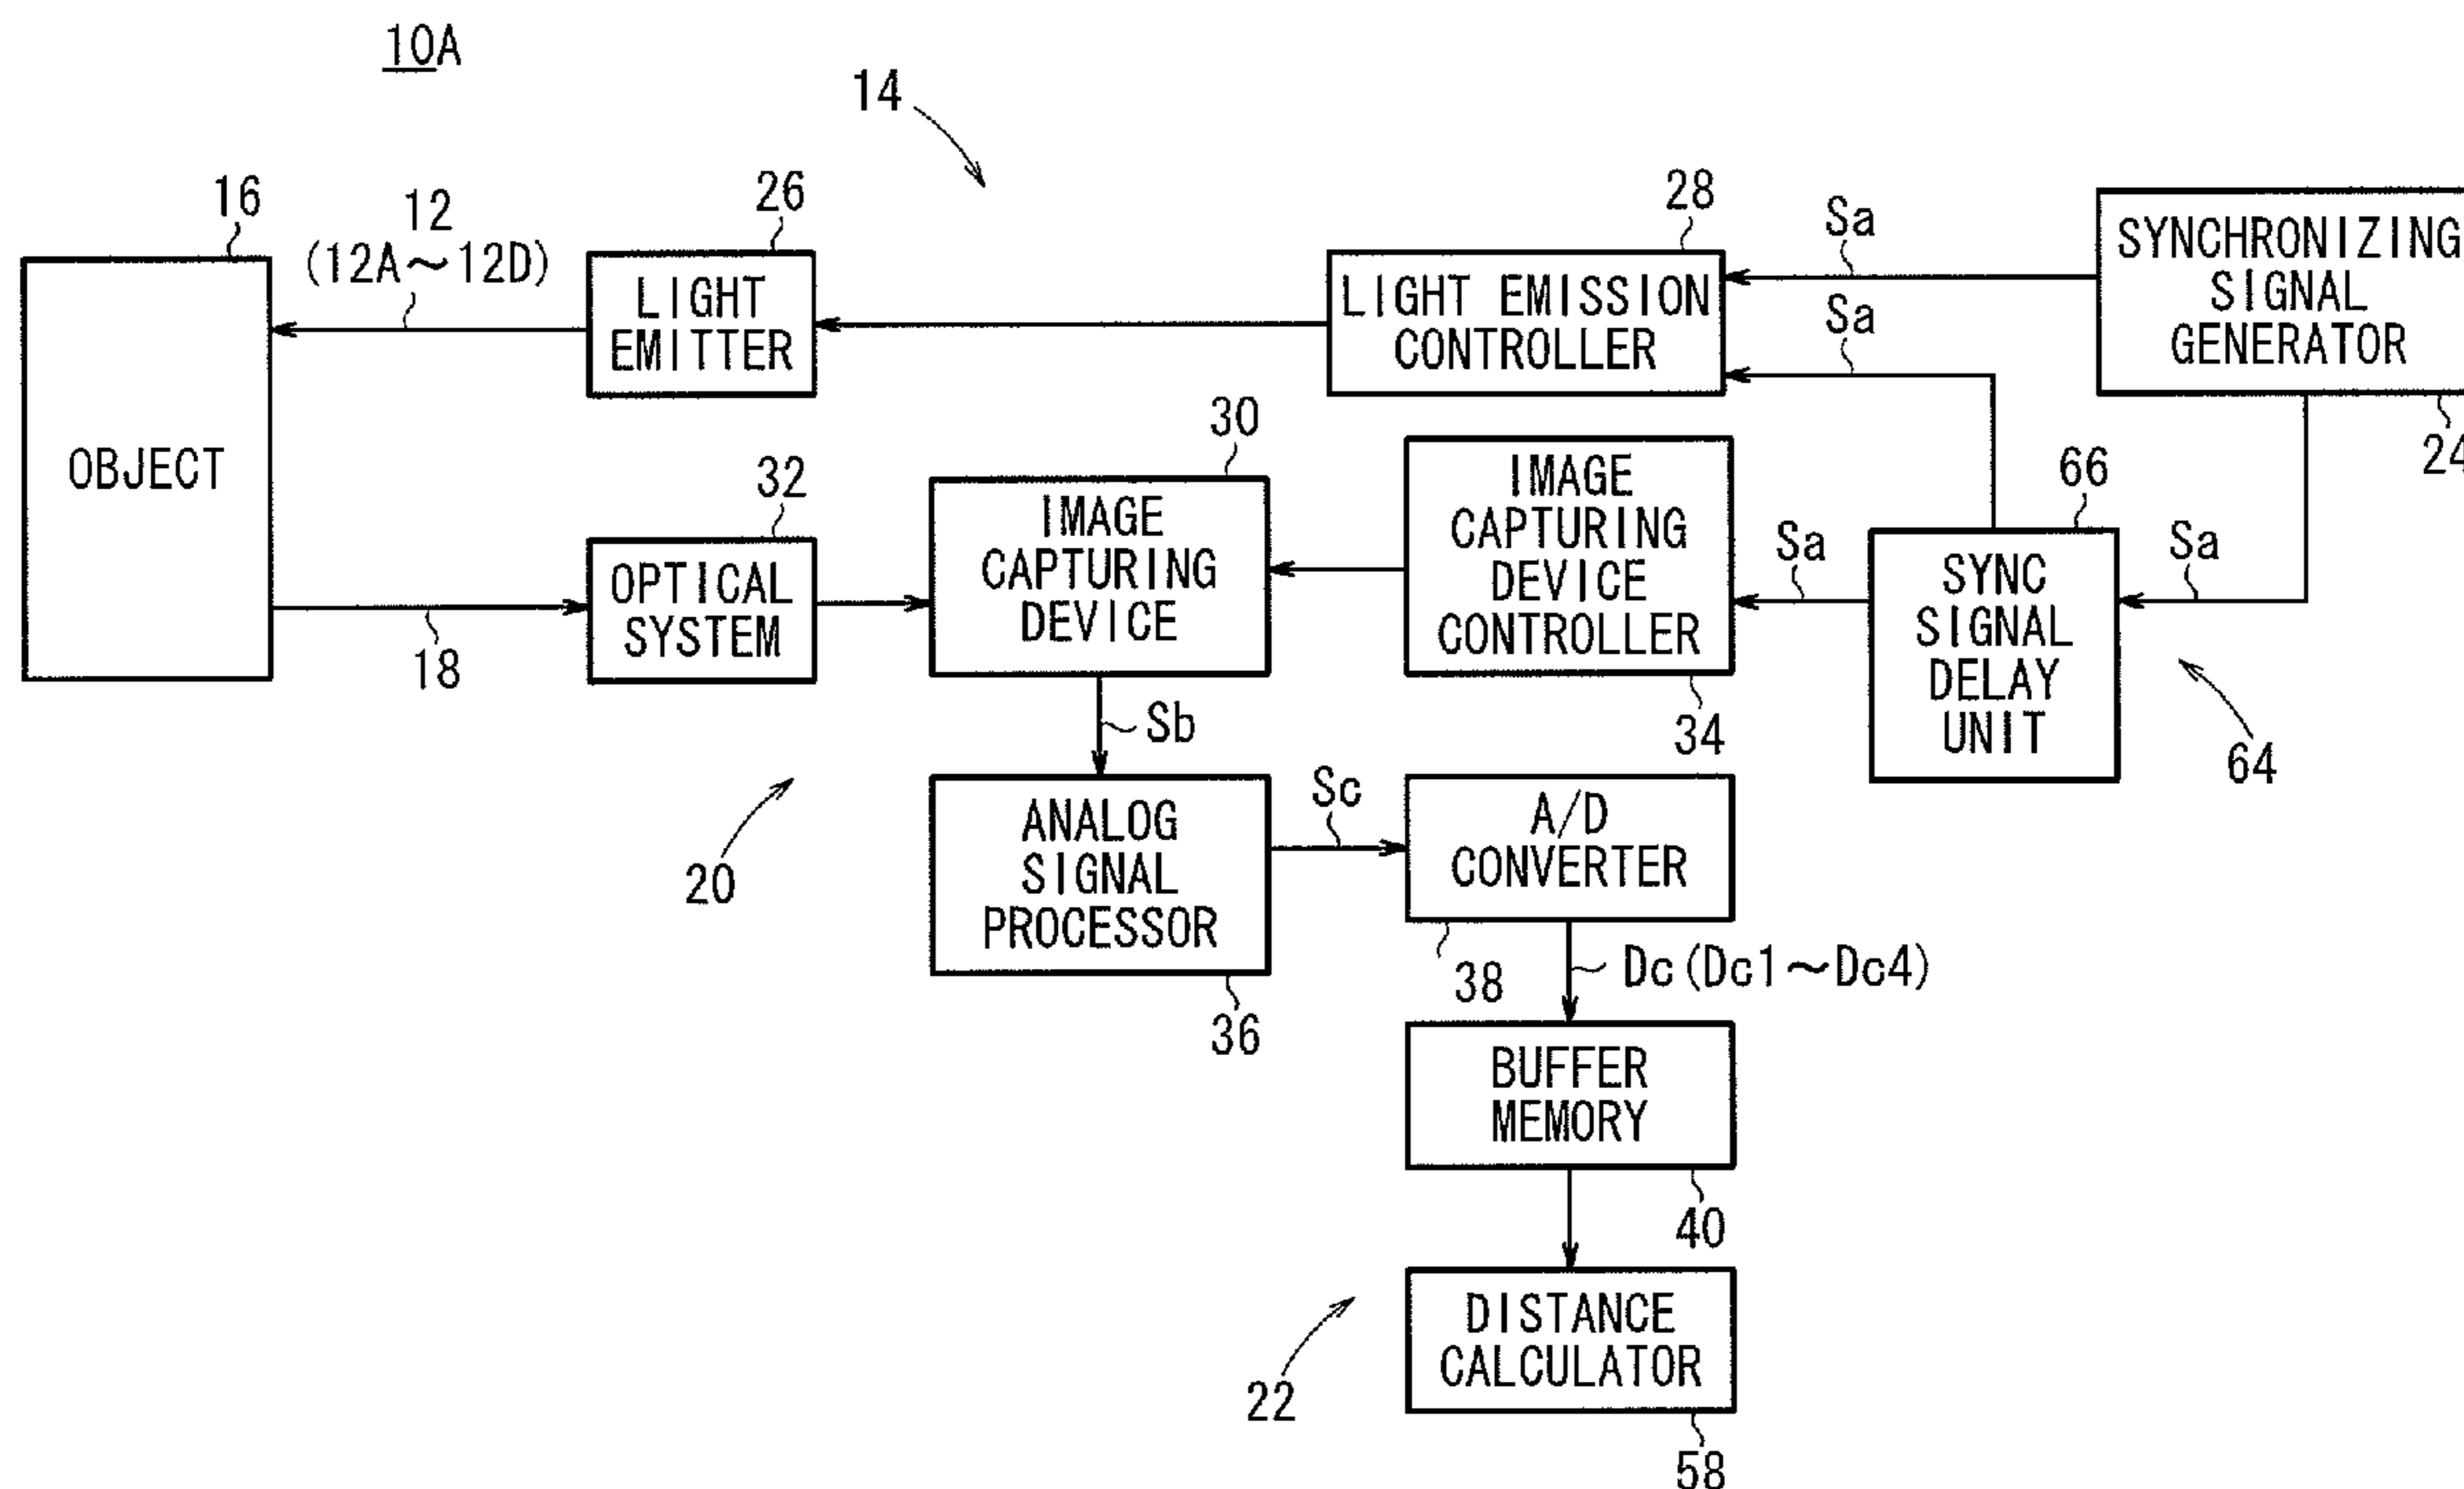 10A
14
16
12
(12A~12D)
26
28
Sa
SYNCHRONIZING
SIGNAL
GENERATOR
24
LIGHT
EMITTER
LIGHT EMISSION
CONTROLLER
Sa
OBJECT
18
32
OPTICAL
SYSTEM
30
IMAGE
CAPTURING
DEVICE
IMAGE
CAPTURING
DEVICE
CONTROLLER
34
Sa
66
SYNC
SIGNAL
DELAY
UNIT
Sa
64
Sb
20
ANALOG
SIGNAL
PROCESSOR
36
Sc
A/D
CONVERTER
38
Dc(Dc1~Dc4)
BUFFER
MEMORY
40
22
DISTANCE
CALCULATOR
58